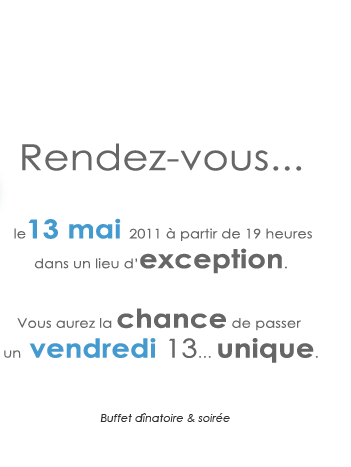 Rendez-vous...
le 13 mai 2011 à partir de 19 heures
dans un lieu d'exception.
Vous aurez la chance de passer
un vendredi 13... unique.
Buffet dînatoire & soirée